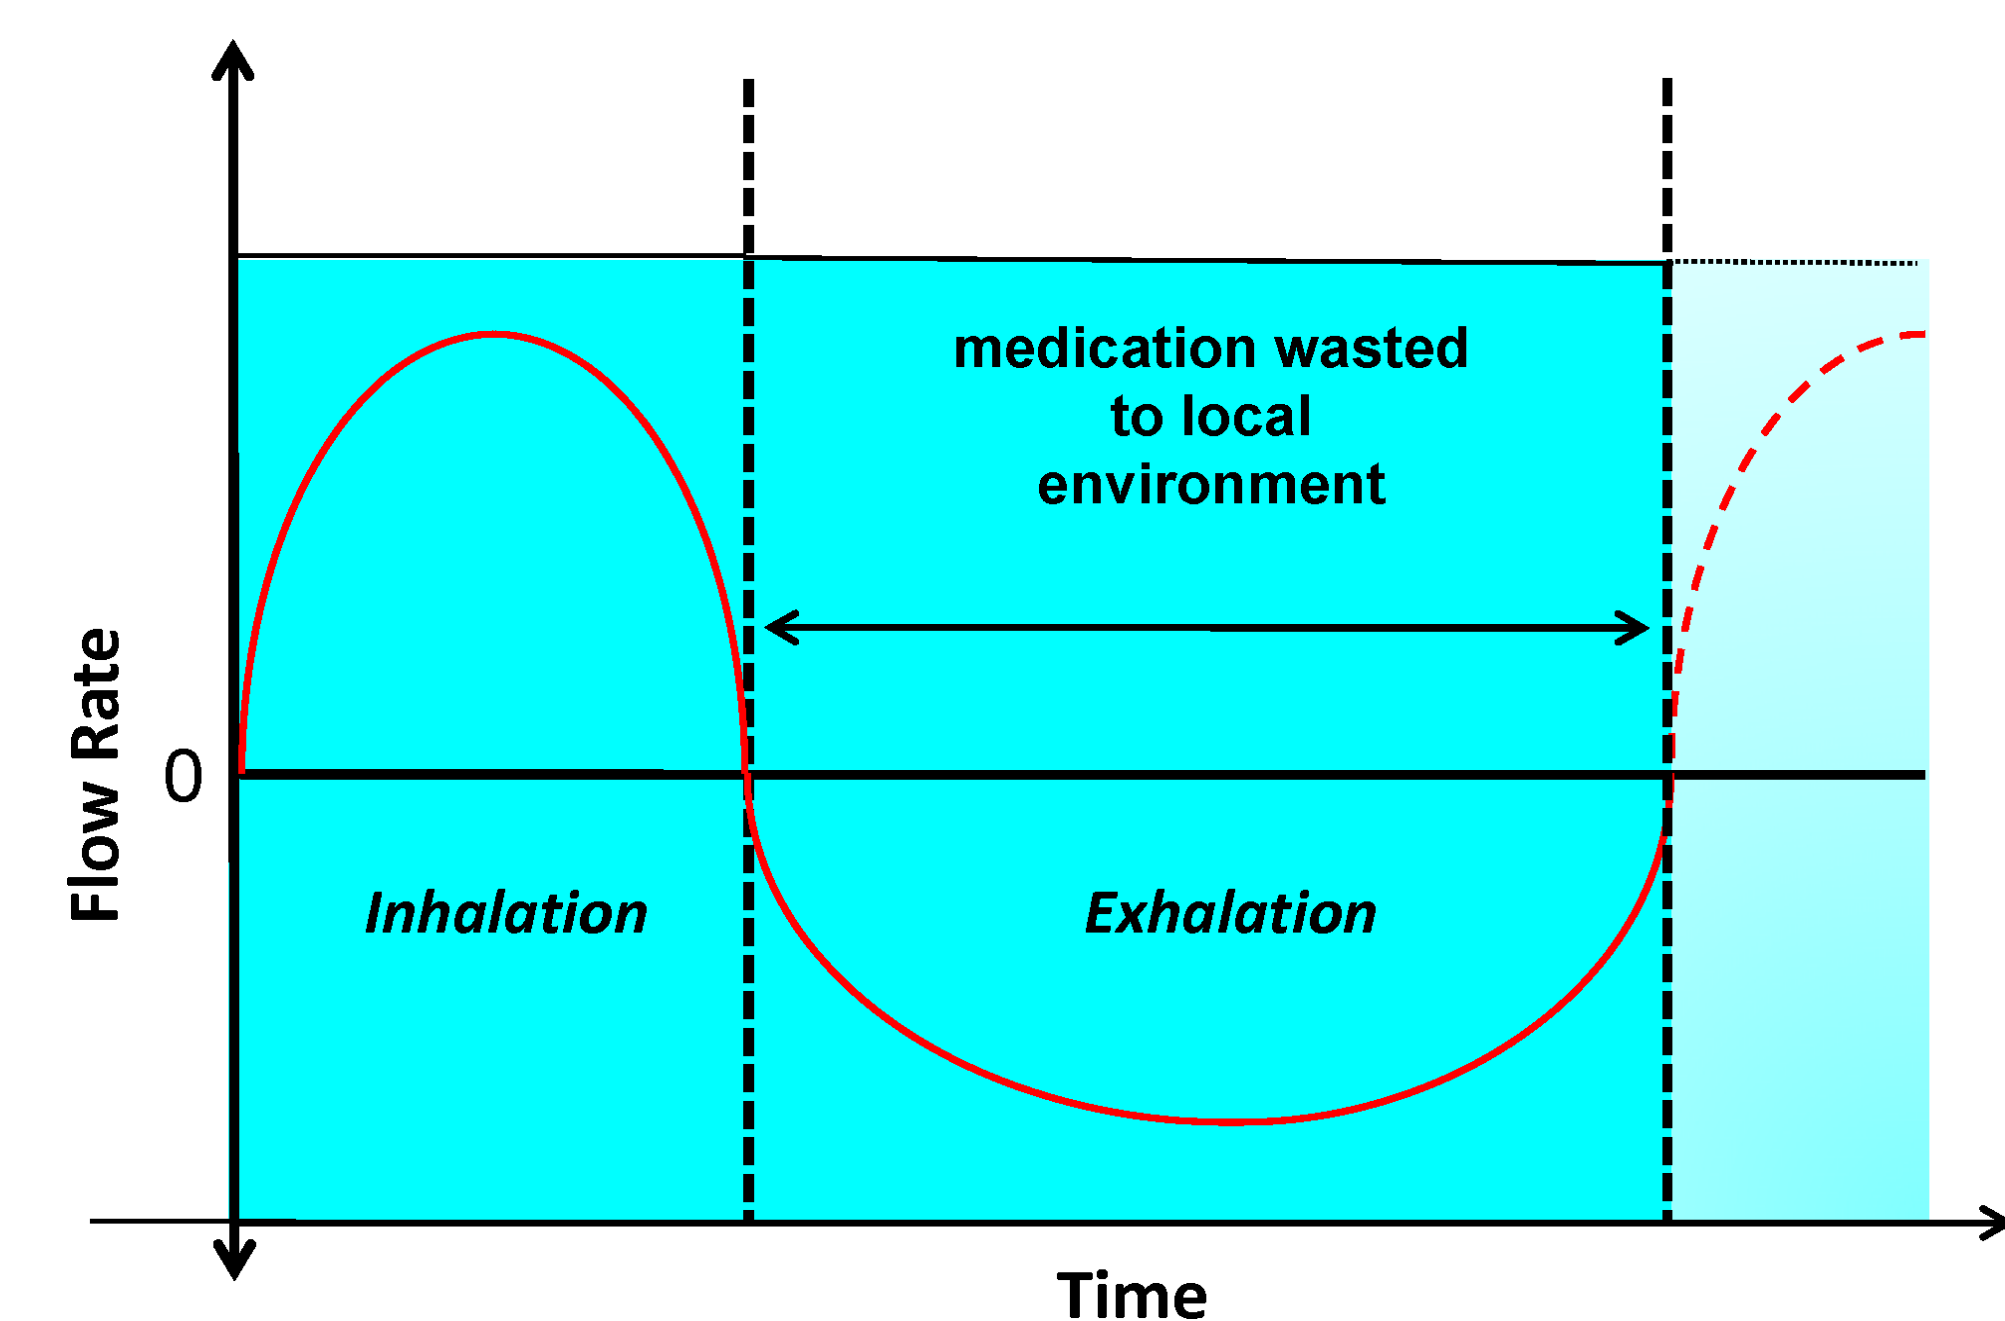 medication wasted
to local
environment
Flow Rate
0
Inhalation
Exhalation
Time